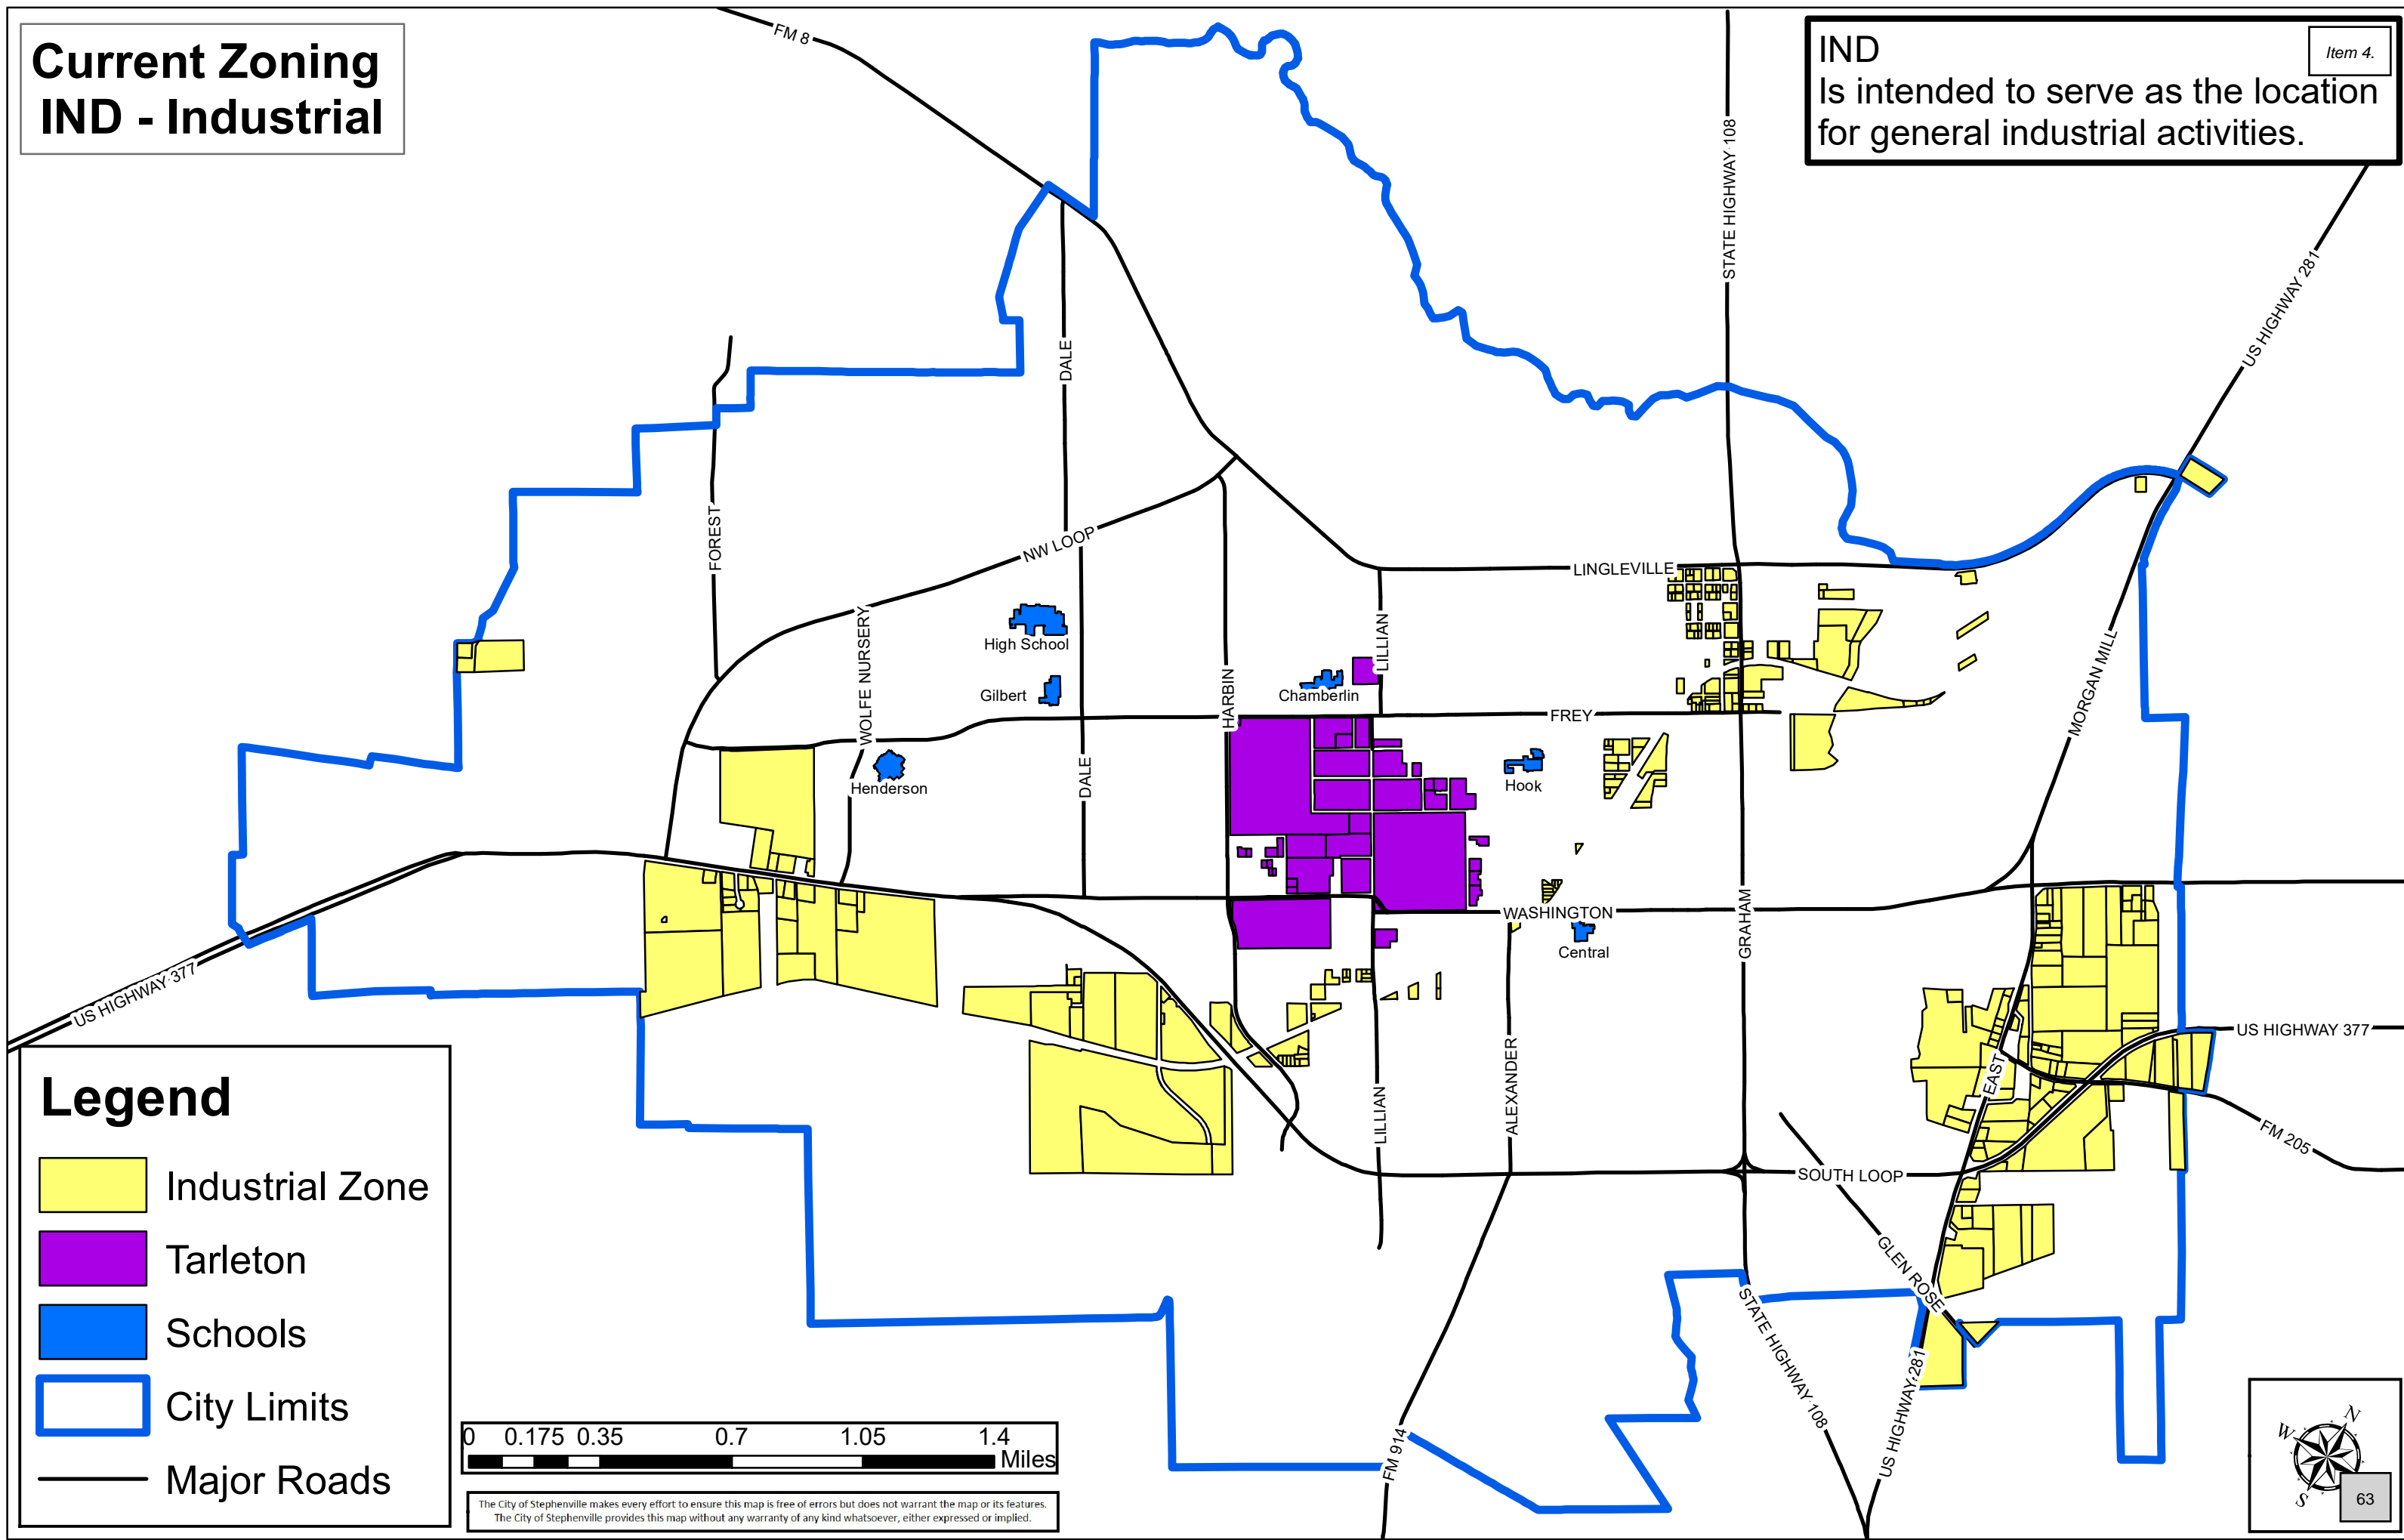 Current Zoning
IND - Industrial
IND
Item 4.
Is intended to serve as the location
for general industrial activities.
FM 8
STATE HIGHWAY 108
US HIGHWAY 281
DALE
FOREST
NW LOOP
LINGLEVILLE
WOLFE NURSERY
High School
LILLIAN
MORGAN MILL
Gilbert
HARBIN
Chamberlin
FREY
DALE
Henderson
Hook
WASHINGTON
GRAHAM
Central
US HIGHWAY 377
US HIGHWAY 377
EAST
LILLIAN
ALEXANDER
FM 205
SOUTH LOOP
GLEN ROSE
STATE HIGHWAY 108
US HIGHWAY 281
FM 914
Legend
Industrial Zone
Tarleton
Schools
City Limits
Major Roads
0 0.175 0.35 0.7 1.05 1.4
Miles
The City of Stephenville makes every effort to ensure this map is free of errors but does not warrant the map or its features.
The City of Stephenville provides this map without any warranty of any kind whatsoever, either expressed or implied.
N
W
S
63